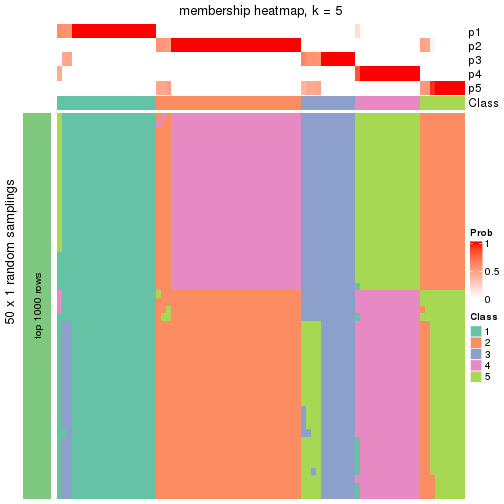 membership heatmap, k = 5
p1
p2
p3
p4
p5
Class
50 x 1 random samplings
top 1000 rows
Prob
1
0.5
0
Class
1
2
3
4
5